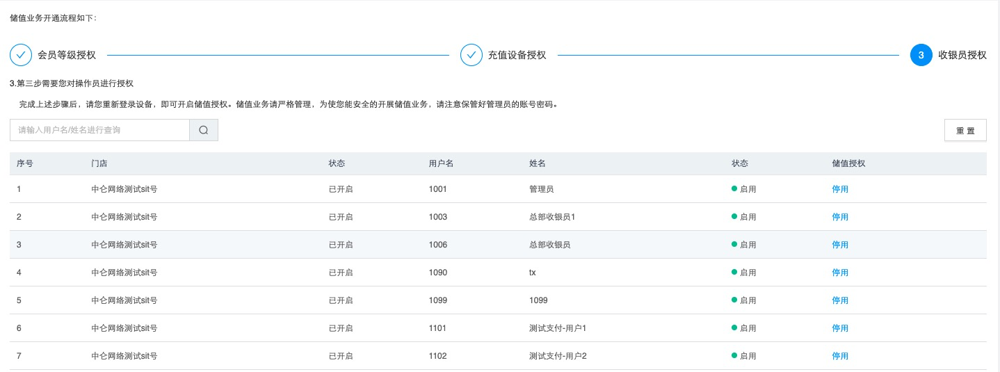 储值业务开通流程如下：
会员等级授权 充值设备授权 3 收银员授权
3.第三步需要您对操作员进行授权
完成上述步骤后，请您重新登录设备，即可开启储值授权。储值业务请严格管理，为使您能安全的开展储值业务，请注意保管好管理员的账号密码。
请输入用户名/姓名进行查询 重 置
序号 门店 状态 用户名 姓名 状态 储值授权
1 中仑网络测试sit号 已开启 1001 管理员 启用 停用
2 中仑网络测试sit号 已开启 1003 总部收银员1 启用 停用
3 中仑网络测试sit号 已开启 1006 总部收银员 启用 停用
4 中仑网络测试sit号 已开启 1090 tx 启用 停用
5 中仑网络测试sit号 已开启 1099 1099 启用 停用
6 中仑网络测试sit号 已开启 1101 测试支付-用户1 启用 停用
7 中仑网络测试sit号 已开启 1102 测试支付-用户2 启用 停用